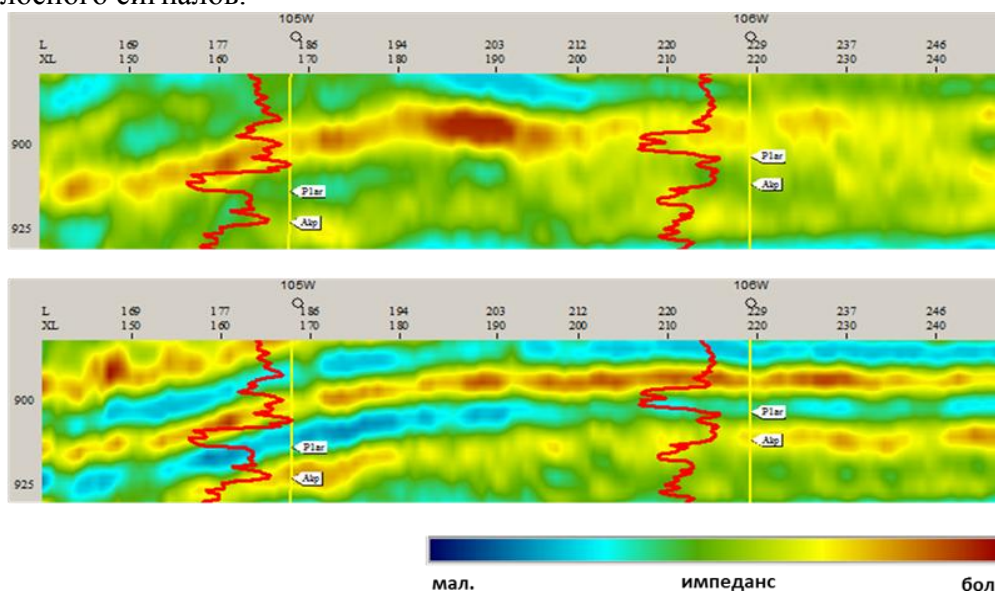 лосного сигналов.
105W 106W
L 169 177 186 194 203 212 220 229 237 246
XL 150 160 170 180 190 200 210 220 230 240
900
P1ar P1ar
Akp Akp
925
105W 106W
L 169 177 186 194 203 212 220 229 237 246
XL 150 160 170 180 190 200 210 220 230 240
900
P1ar P1ar
Akp Akp
925
мал. импеданс бол